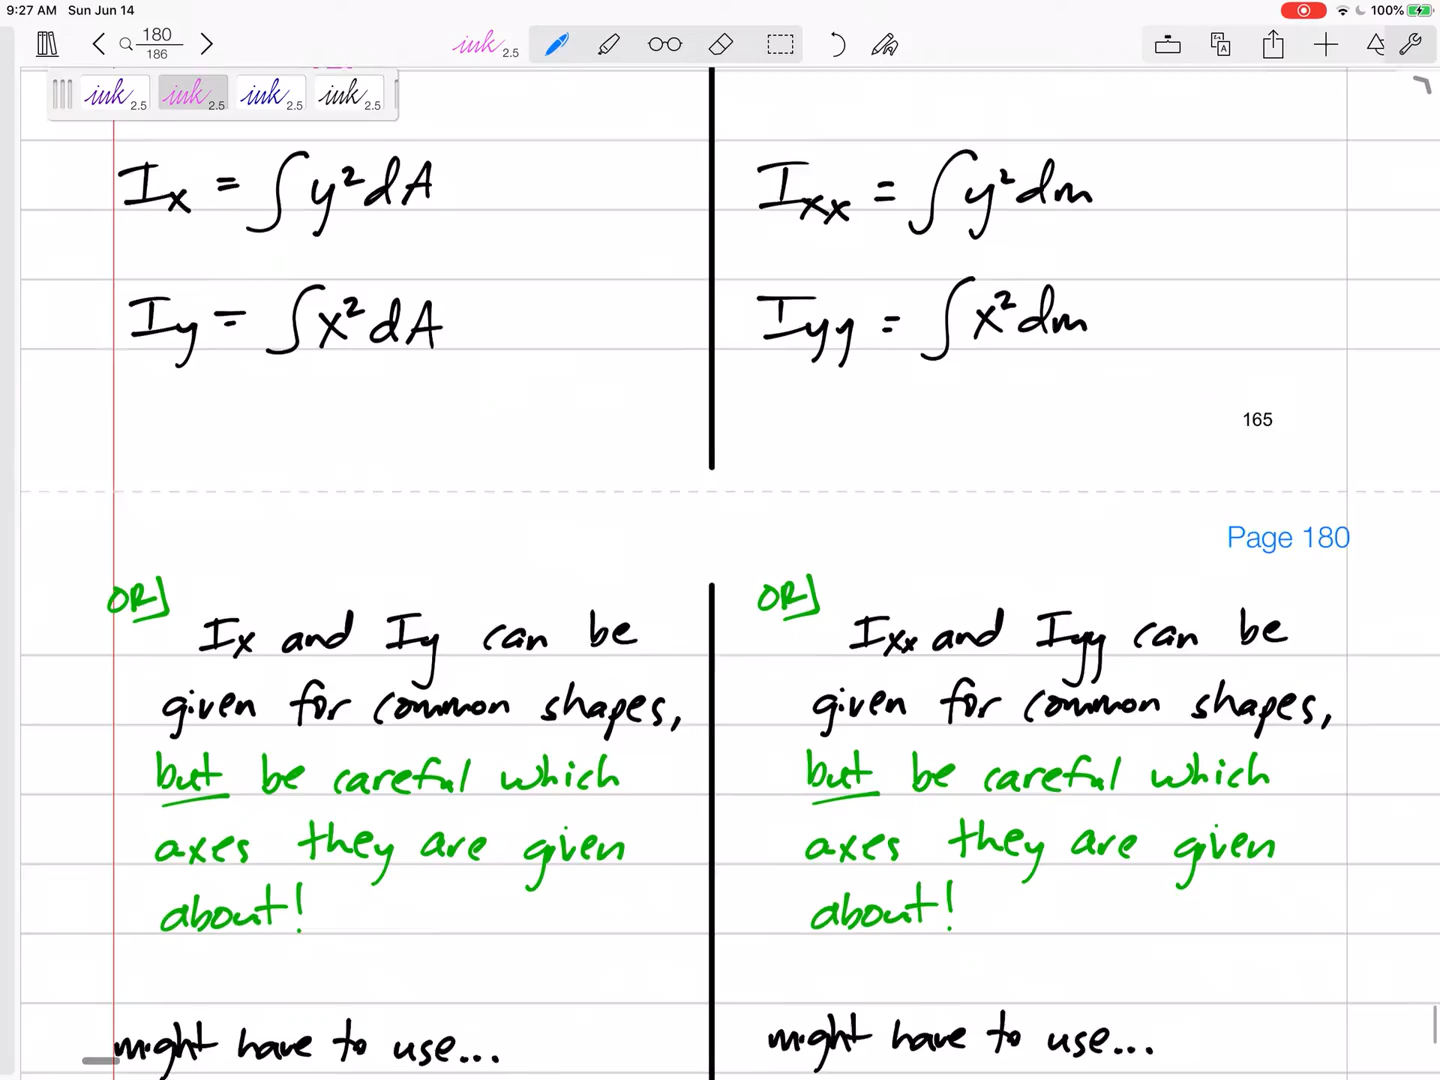 9:27 AM Sun Jun 14
100%
180
186
ink 2.5
ink 2.5
ink 2.5
ink 2.5
ink 2.5
Ix = ∫y²dA
Ixx = ∫y²dm
Iy = ∫x²dA
Iyy = ∫x²dm
165
Page 180
OR]
Ix and Iy can be
given for common shapes,
but be careful which
axes they are given
about!
might have to use...
OR]
Ixx and Iyy can be
given for common shapes,
but be careful which
axes they are given
about!
might have to use...